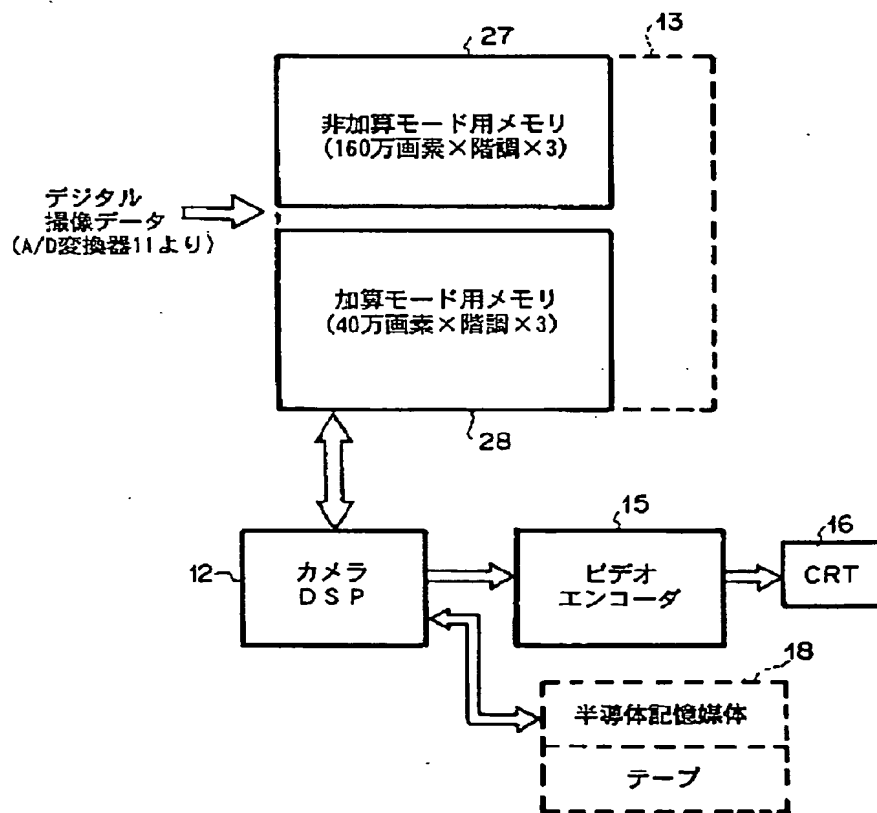 27
13
非加算モード用メモリ
(160万画素×階調×3)
デジタル
撮像データ
(A/D変換器11より)
加算モード用メモリ
(40万画素×階調×3)
28
12
カメラ
DSP
15
ビデオ
エンコーダ
16
CRT
18
半導体記憶媒体
テープ